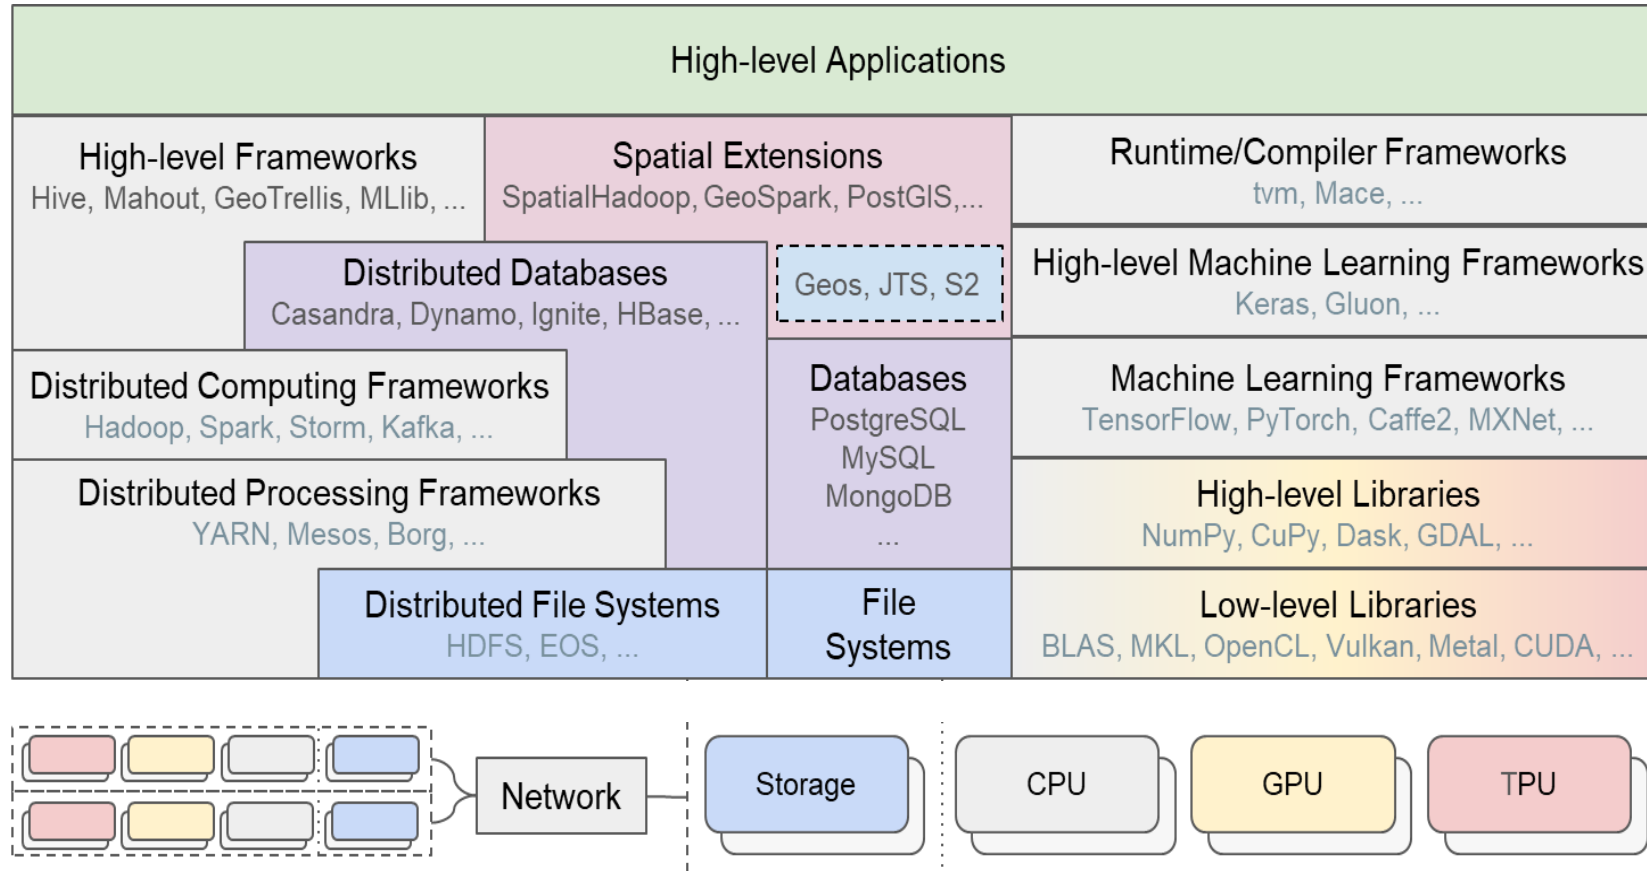 High-level Applications
High-level Frameworks
Hive, Mahout, GeoTrellis, MLlib, ...
Spatial Extensions
SpatialHadoop, GeoSpark, PostGIS,...
Geos, JTS, S2
Runtime/Compiler Frameworks
tvm, Mace, ...
High-level Machine Learning Frameworks
Keras, Gluon, ...
Distributed Databases
Casandra, Dynamo, Ignite, HBase, ...
Distributed Computing Frameworks
Hadoop, Spark, Storm, Kafka, ...
Databases
PostgreSQL
MySQL
MongoDB
...
Machine Learning Frameworks
TensorFlow, PyTorch, Caffe2, MXNet, ...
Distributed Processing Frameworks
YARN, Mesos, Borg, ...
High-level Libraries
NumPy, CuPy, Dask, GDAL, ...
Distributed File Systems
HDFS, EOS, ...
File
Systems
Low-level Libraries
BLAS, MKL, OpenCL, Vulkan, Metal, CUDA, ...
Network
Storage
CPU
GPU
TPU